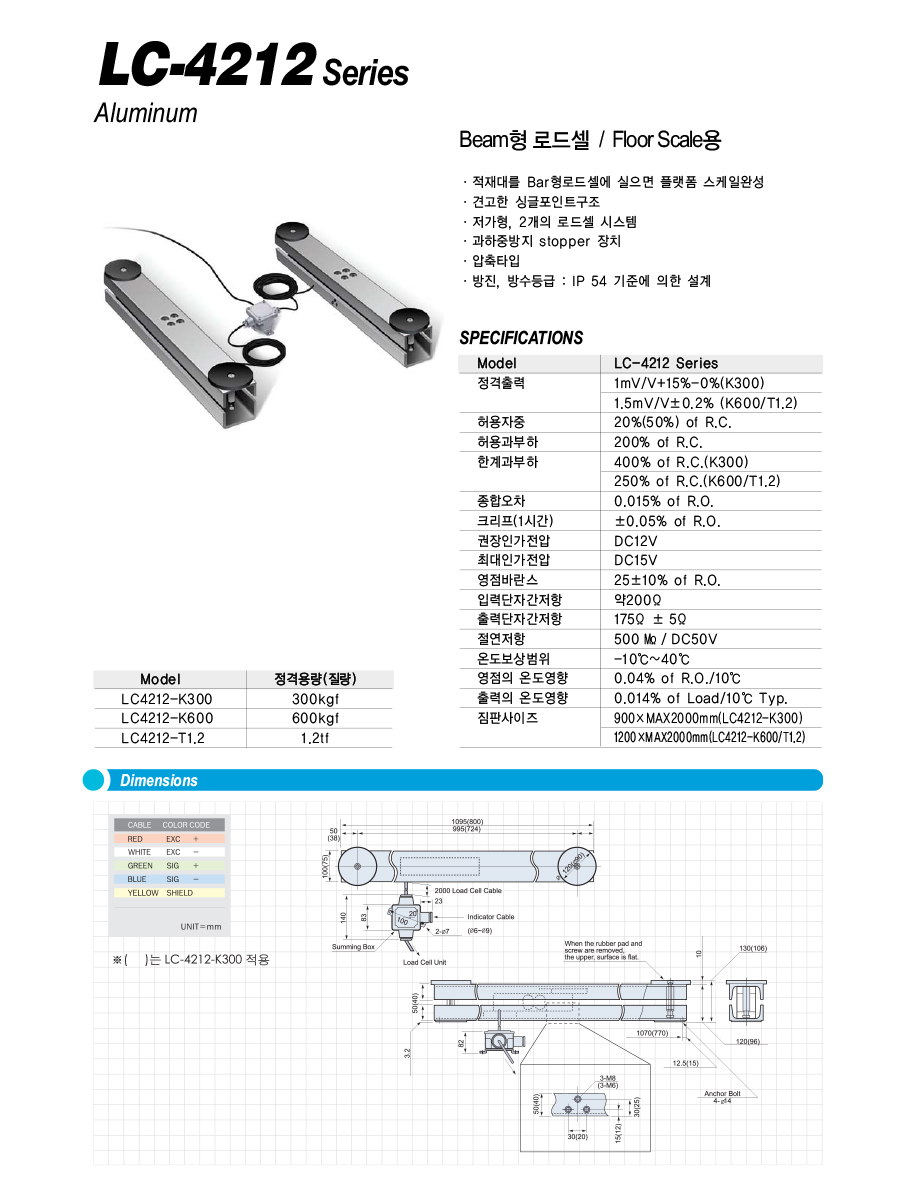 LC-4212 Series
Aluminum
Beam형 로드셀 / Floor Scale용
· 적재대를 Bar형로드셀에 실으면 플랫폼 스케일완성
· 견고한 싱글포인트구조
· 저가형, 2개의 로드셀 시스템
· 과하중방지 stopper 장치
· 압축타입
· 방진, 방수등급 : IP 54 기준에 의한 설계
SPECIFICATIONS
Model LC-4212 Series
정격출력 1mV/V+15%-0%(K300)
1.5mV/V±0.2% (K600/T1.2)
허용자중 20%(50%) of R.C.
허용과부하 200% of R.C.
한계과부하 400% of R.C.(K300)
250% of R.C.(K600/T1.2)
종합오차 0.015% of R.O.
크리프(1시간) ±0.05% of R.O.
권장인가전압 DC12V
최대인가전압 DC15V
영점바란스 25±10% of R.O.
입력단자간저항 약200Ω
출력단자간저항 175Ω ± 5Ω
절연저항 500 ㏁ / DC50V
온도보상범위 -10℃~40℃
영점의 온도영향 0.04% of R.O./10℃
출력의 온도영향 0.014% of Load/10℃ Typ.
짐판사이즈 900×MAX2000mm(LC4212-K300)
1200×MAX2000mm(LC4212-K600/T1.2)
Model 정격용량(질량)
LC4212-K300 300kgf
LC4212-K600 600kgf
LC4212-T1.2 1.2tf
Dimensions
CABLE COLOR CODE
RED EXC +
WHITE EXC -
GREEN SIG +
BLUE SIG -
YELLOW SHIELD
UNIT=mm
※( )는 LC-4212-K300 적용
1095(800)
995(724)
50
(38)
100(75)
⌀120(⌀90)
2000 Load Cell Cable
23
140
83
20
100
Indicator Cable
2-⌀7
(⌀6~⌀9)
Summing Box
Load Cell Unit
When the rubber pad and
screw are removed,
the upper, surface is flat.
10
130(106)
50(40)
50(40)
3.2
82
1070(770)
120(96)
12.5(15)
Anchor Bolt
4-⌀14
3-M8
(3-M6)
50(40)
30(25)
15(12)
30(20)